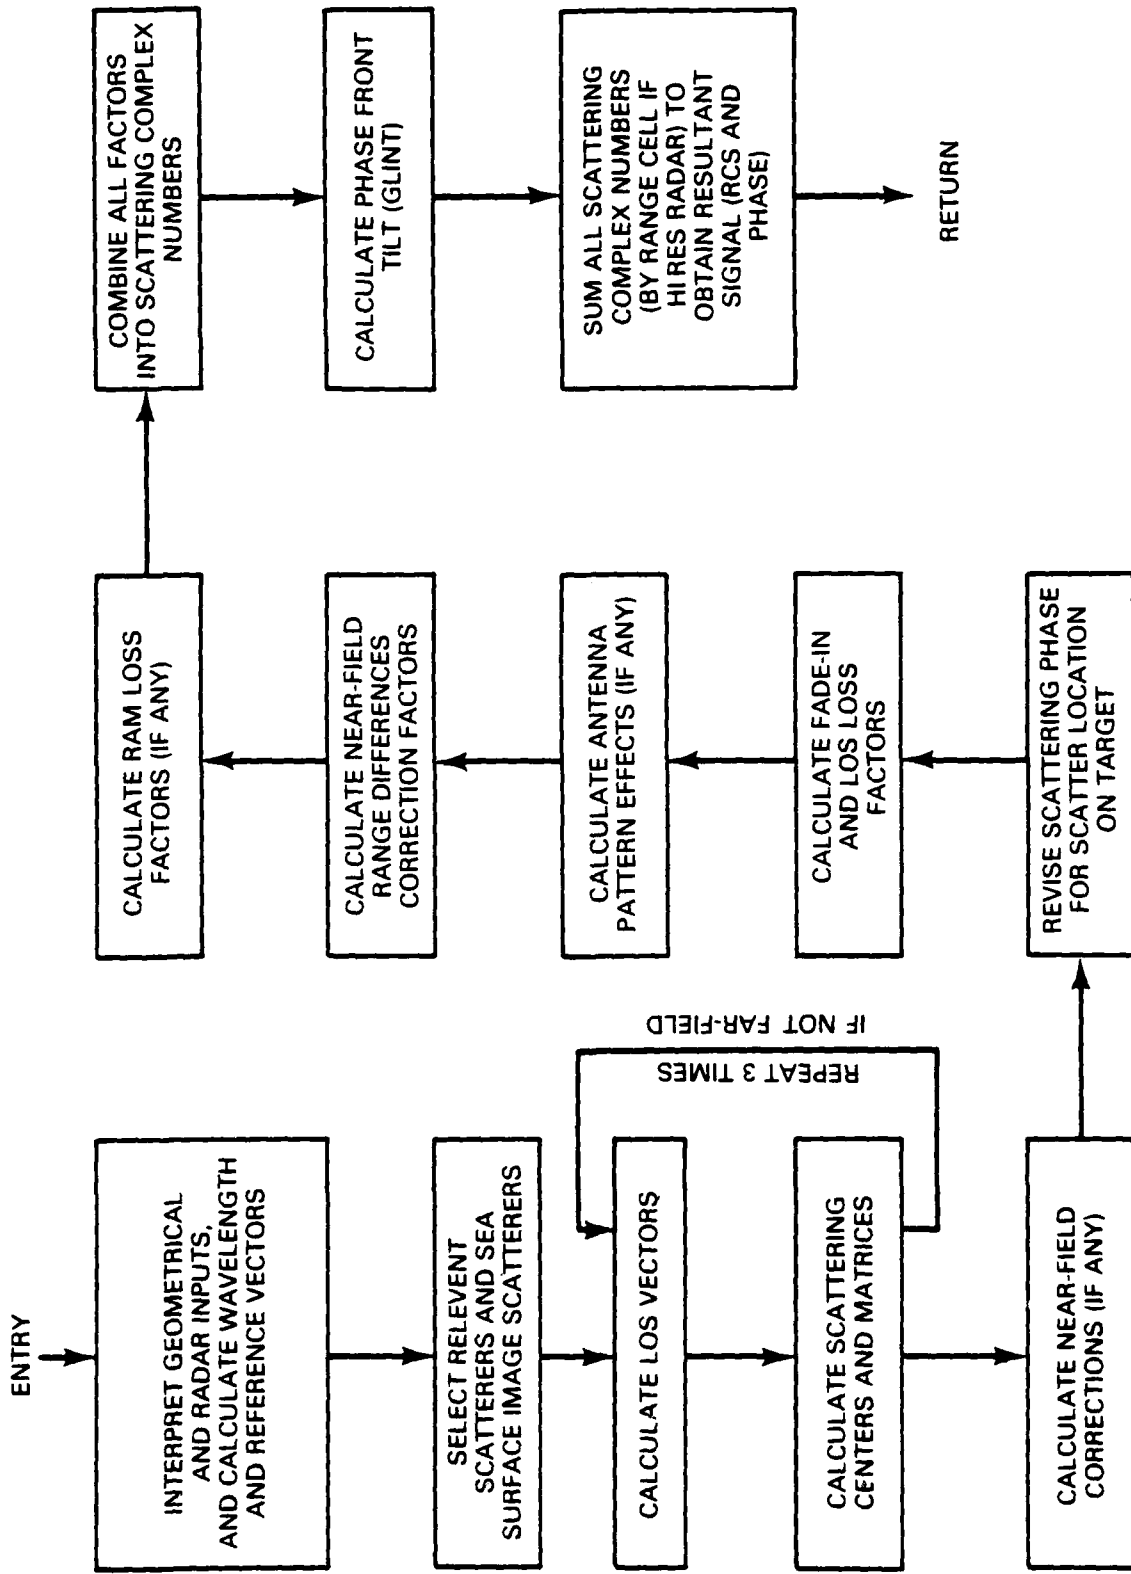 ENTRY
INTERPRET GEOMETRICAL
AND RADAR INPUTS,
AND CALCULATE WAVELENGTH
AND REFERENCE VECTORS
SELECT RELEVENT
SCATTERERS AND SEA
SURFACE IMAGE SCATTERERS
CALCULATE LOS VECTORS
CALCULATE SCATTERING
CENTERS AND MATRICES
REPEAT 3 TIMES
IF NOT FAR-FIELD
CALCULATE NEAR-FIELD
CORRECTIONS (IF ANY)
REVISE SCATTERING PHASE
FOR SCATTER LOCATION
ON TARGET
CALCULATE FADE-IN
AND LOS LOSS
FACTORS
CALCULATE ANTENNA
PATTERN EFFECTS (IF ANY)
CALCULATE NEAR-FIELD
RANGE DIFFERENCES
CORRECTION FACTORS
CALCULATE RAM LOSS
FACTORS (IF ANY)
COMBINE ALL FACTORS
INTO SCATTERING COMPLEX
NUMBERS
CALCULATE PHASE FRONT
TILT (GLINT)
SUM ALL SCATTERING
COMPLEX NUMBERS
(BY RANGE CELL IF
HI RES RADAR) TO
OBTAIN RESULTANT
SIGNAL (RCS AND
PHASE)
RETURN